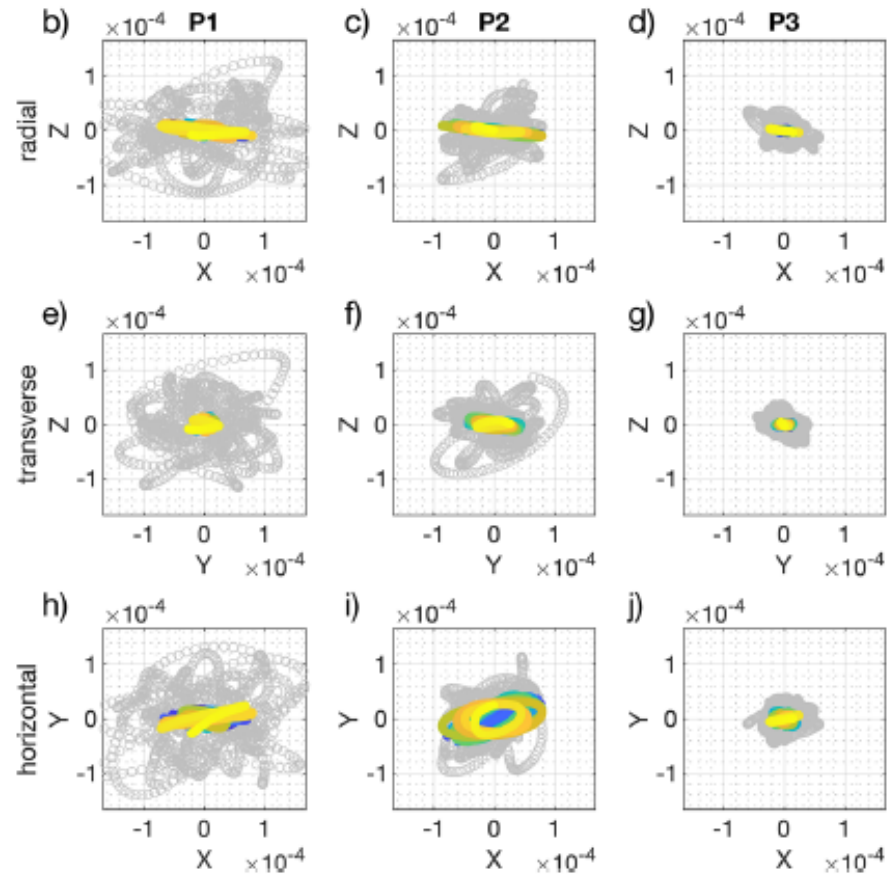 b) ×10⁻⁴ P1 c) ×10⁻⁴ P2 d) ×10⁻⁴ P3
radial Z 1 0 -1 Z 1 0 -1 Z 1 0 -1
-1 0 1 -1 0 1 -1 0 1
X ×10⁻⁴ X ×10⁻⁴ X ×10⁻⁴
e) ×10⁻⁴ f) ×10⁻⁴ g) ×10⁻⁴
transverse Z 1 0 -1 Z 1 0 -1 Z 1 0 -1
-1 0 1 -1 0 1 -1 0 1
Y ×10⁻⁴ Y ×10⁻⁴ Y ×10⁻⁴
h) ×10⁻⁴ i) ×10⁻⁴ j) ×10⁻⁴
horizontal Y 1 0 -1 Y 1 0 -1 Y 1 0 -1
-1 0 1 -1 0 1 -1 0 1
X ×10⁻⁴ X ×10⁻⁴ X ×10⁻⁴